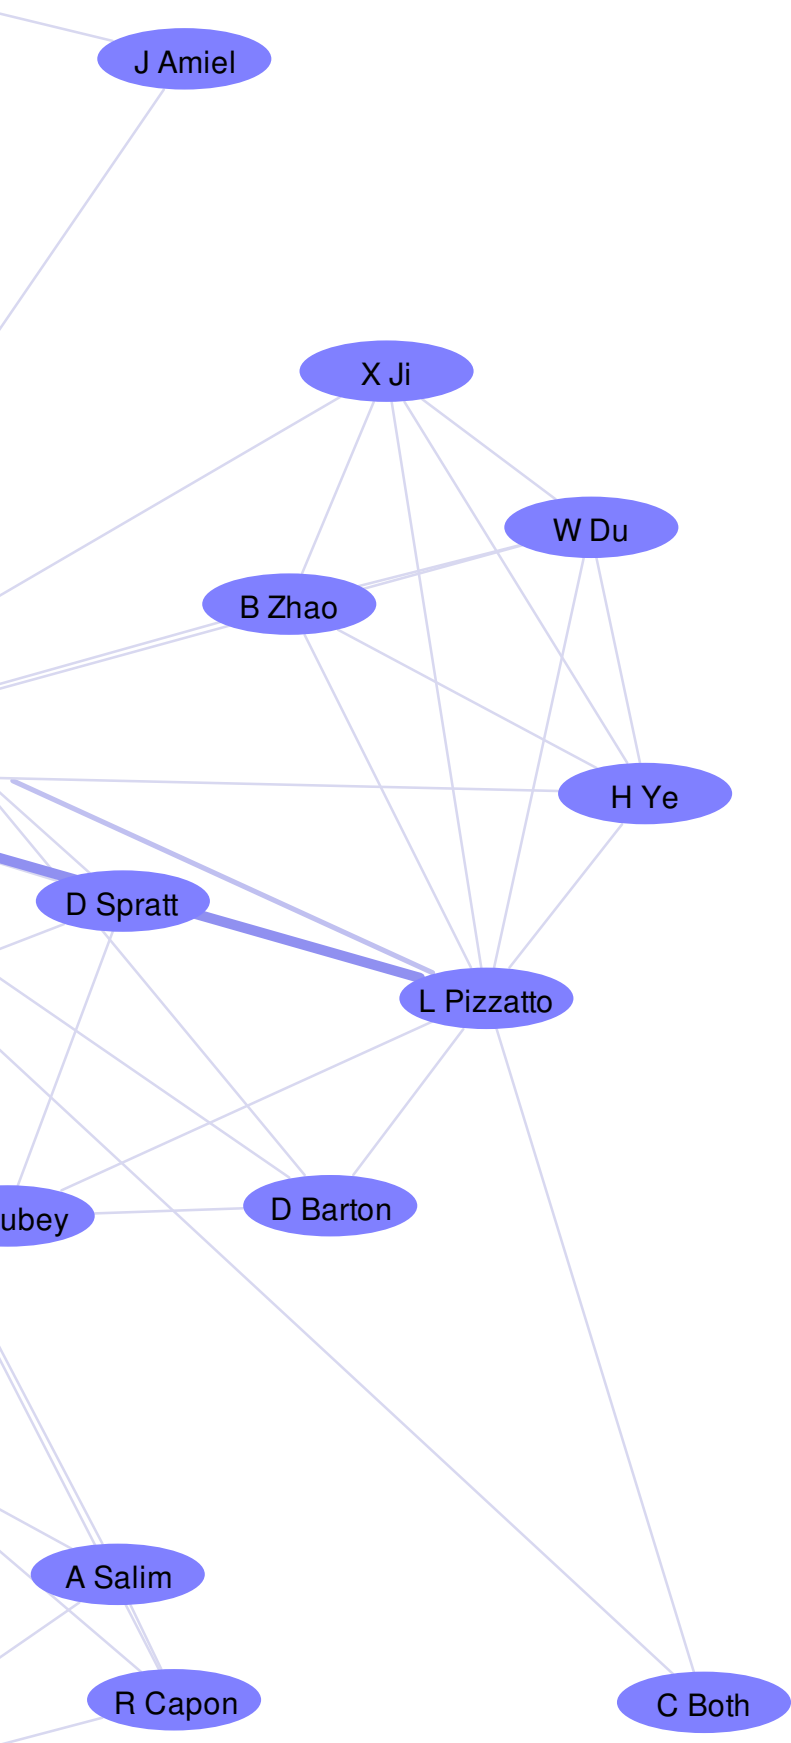 J Amiel
X Ji
W Du
B Zhao
H Ye
D Spratt
L Pizzatto
D Barton
ubey
A Salim
R Capon
C Both